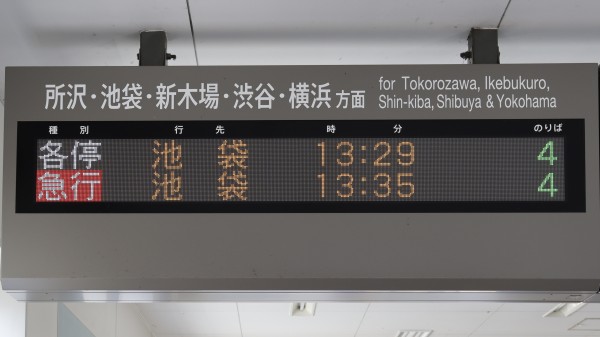 所沢・池袋・新木場・渋谷・横浜方面
for Tokorozawa, Ikebukuro,
Shin-kiba, Shibuya & Yokohama
種別 行先 時分 のりば
各停 池袋 13:29 4
急行 池袋 13:35 4